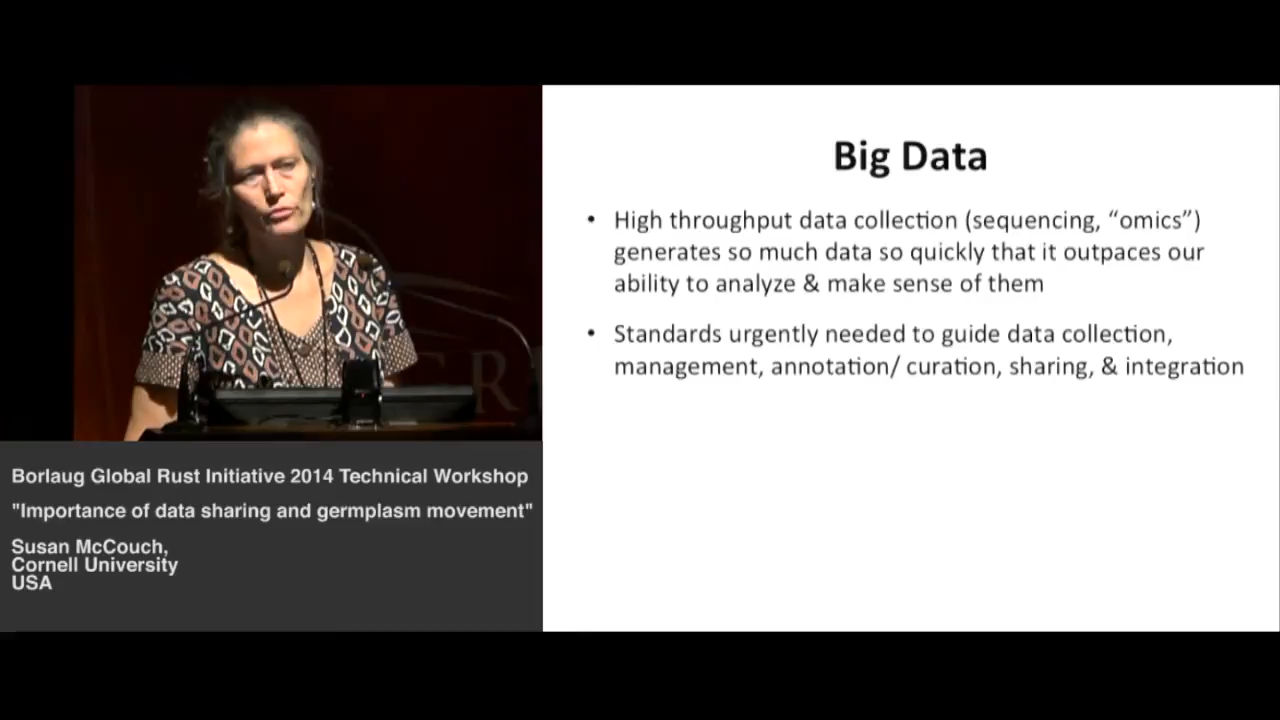 Big Data
• High throughput data collection (sequencing, “omics”)
generates so much data so quickly that it outpaces our
ability to analyze & make sense of them
• Standards urgently needed to guide data collection,
management, annotation/ curation, sharing, & integration
Borlaug Global Rust Initiative 2014 Technical Workshop
"Importance of data sharing and germplasm movement"
Susan McCouch,
Cornell University
USA